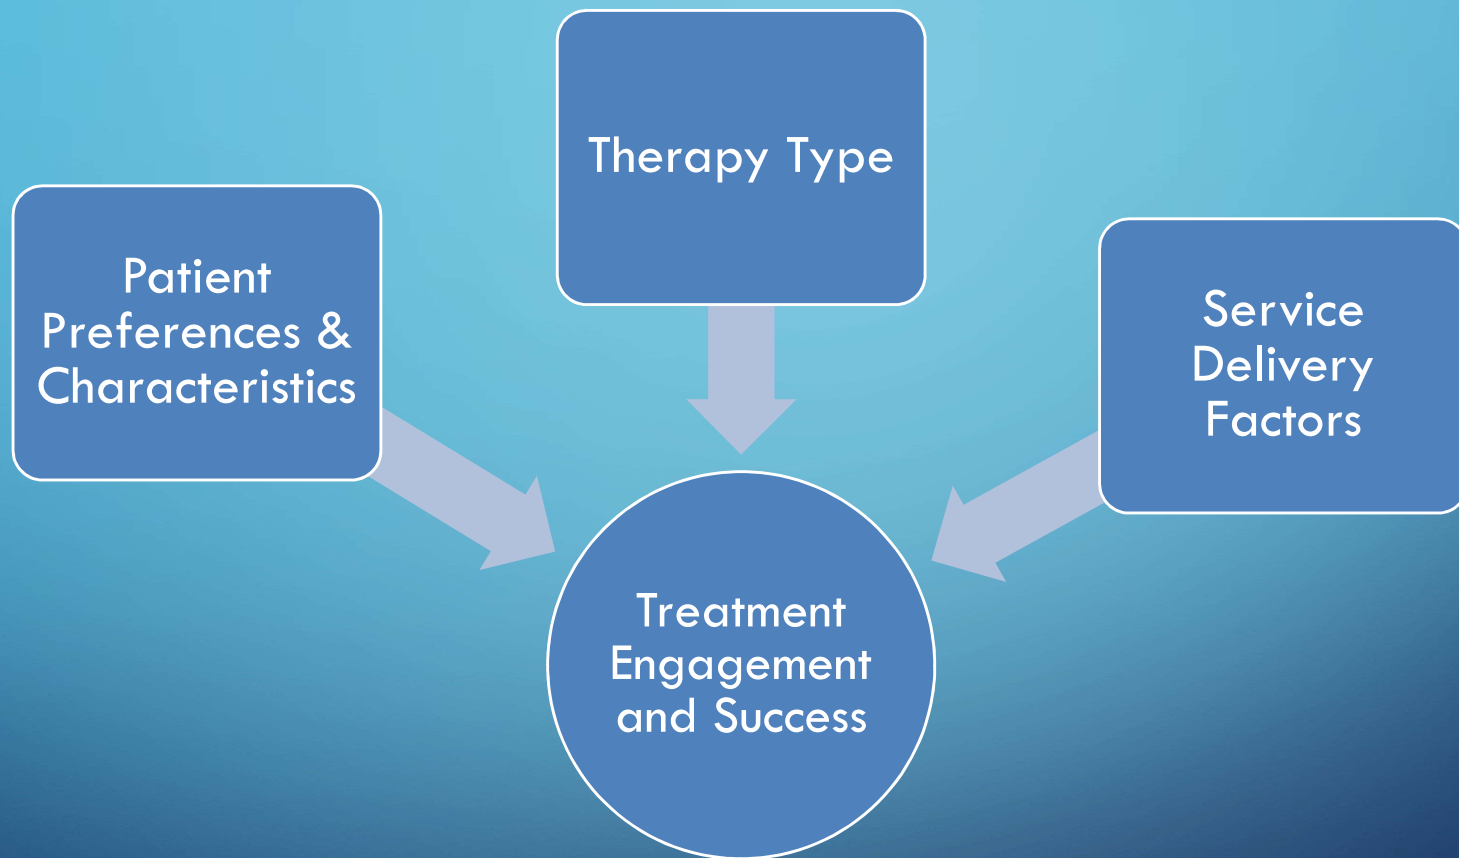 Therapy Type
Patient
Preferences &
Characteristics
Service
Delivery
Factors
Treatment
Engagement
and Success